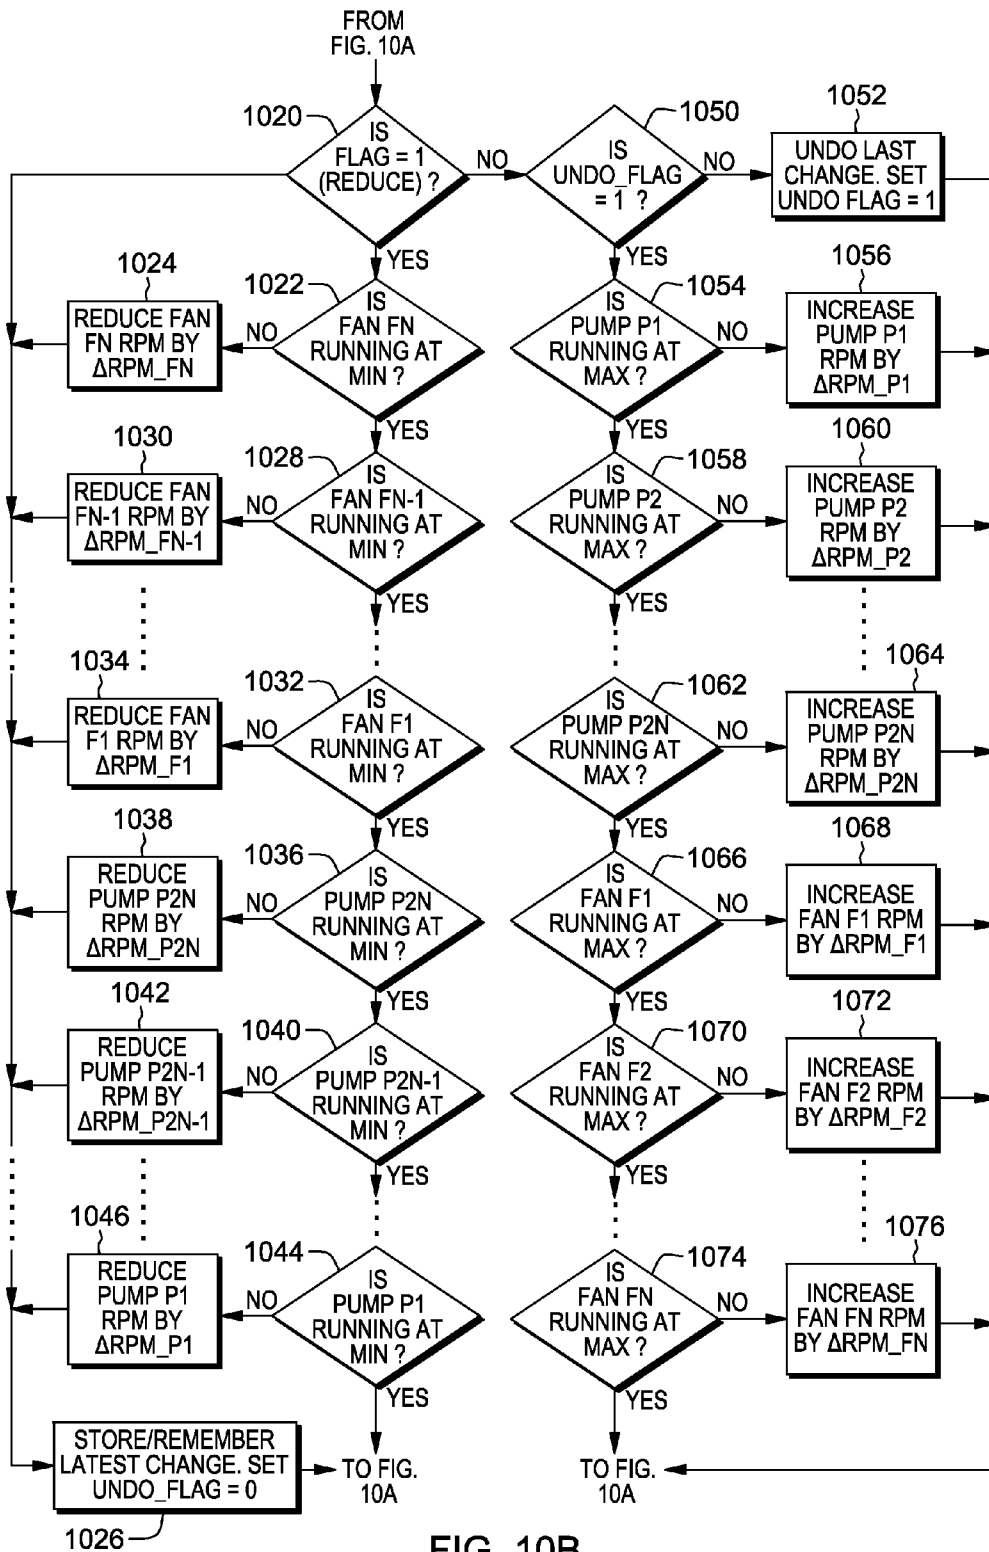 FROM
FIG. 10A
1020
IS
FLAG = 1
(REDUCE) ?
NO
YES
1050
IS
UNDO_FLAG
= 1 ?
NO
YES
1052
UNDO LAST
CHANGE. SET
UNDO FLAG = 1
1024
REDUCE FAN
FN RPM BY
ΔRPM_FN
NO
1022
IS
FAN FN
RUNNING AT
MIN ?
YES
1054
IS
PUMP P1
RUNNING AT
MAX ?
NO
YES
1056
INCREASE
PUMP P1
RPM BY
ΔRPM_P1
1030
REDUCE FAN
FN-1 RPM BY
ΔRPM_FN-1
NO
1028
IS
FAN FN-1
RUNNING AT
MIN ?
YES
1058
IS
PUMP P2
RUNNING AT
MAX ?
NO
YES
1060
INCREASE
PUMP P2
RPM BY
ΔRPM_P2
1034
REDUCE FAN
F1 RPM BY
ΔRPM_F1
NO
1032
IS
FAN F1
RUNNING AT
MIN ?
YES
1062
IS
PUMP P2N
RUNNING AT
MAX ?
NO
YES
1064
INCREASE
PUMP P2N
RPM BY
ΔRPM_P2N
1038
REDUCE
PUMP P2N
RPM BY
ΔRPM_P2N
NO
1036
IS
PUMP P2N
RUNNING AT
MIN ?
YES
1066
IS
FAN F1
RUNNING AT
MAX ?
NO
YES
1068
INCREASE
FAN F1 RPM
BY ΔRPM_F1
1042
REDUCE
PUMP P2N-1
RPM BY
ΔRPM_P2N-1
NO
1040
IS
PUMP P2N-1
RUNNING AT
MIN ?
YES
1070
IS
FAN F2
RUNNING AT
MAX ?
NO
YES
1072
INCREASE
FAN F2 RPM
BY ΔRPM_F2
1046
REDUCE
PUMP P1
RPM BY
ΔRPM_P1
NO
1044
IS
PUMP P1
RUNNING AT
MIN ?
YES
1074
IS
FAN FN
RUNNING AT
MAX ?
NO
YES
1076
INCREASE
FAN FN RPM
BY ΔRPM_FN
STORE/REMEMBER
LATEST CHANGE. SET
UNDO_FLAG = 0
1026
TO FIG.
10A
TO FIG.
10A
FIG. 10B